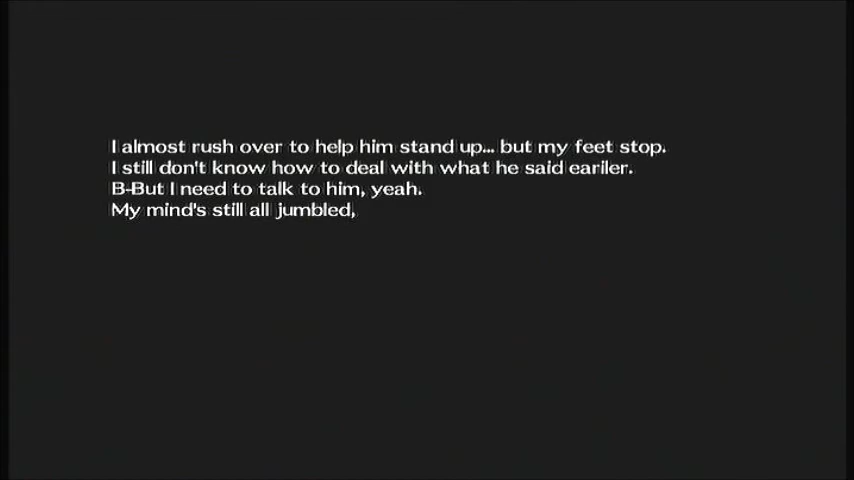 I almost rush over to help him stand up... but my feet stop.
I still don't know how to deal with what he said eariler.
B-But I need to talk to him, yeah.
My mind's still all jumbled,